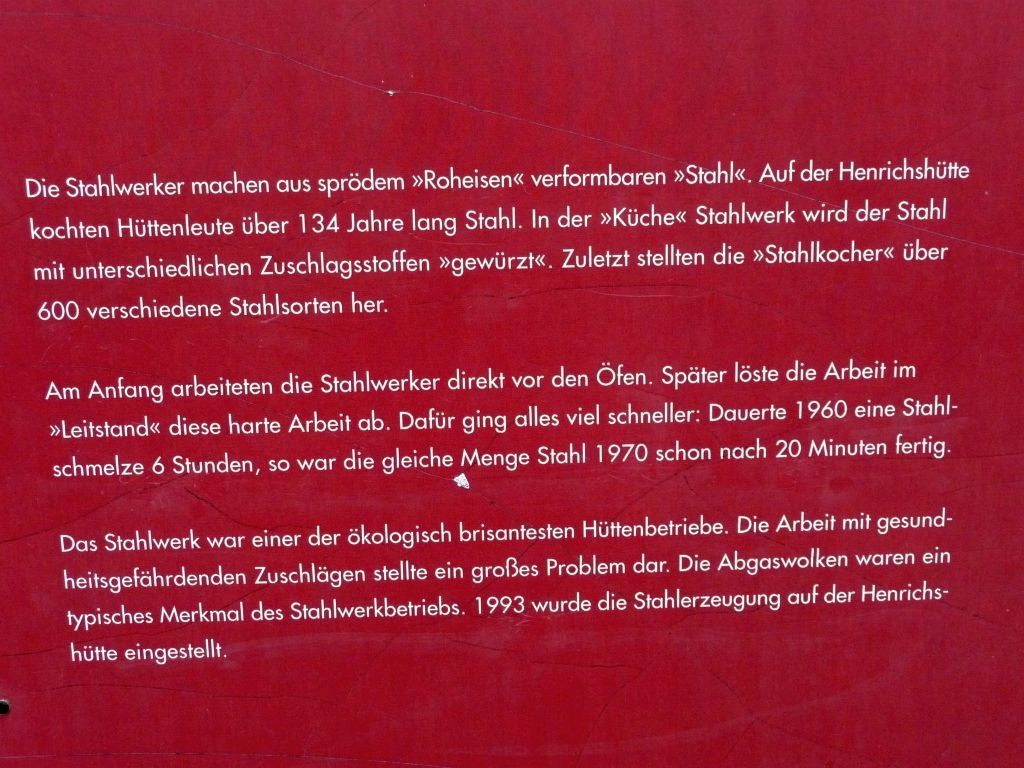 Die Stahlwerker machen aus sprödem »Roheisen« verformbaren »Stahl«. Auf der Henrichshütte
kochten Hüttenleute über 134 Jahre lang Stahl. In der »Küche« Stahlwerk wird der Stahl
mit unterschiedlichen Zuschlagsstoffen »gewürzt«. Zuletzt stellten die »Stahlkocher« über
600 verschiedene Stahlsorten her.
Am Anfang arbeiteten die Stahlwerker direkt vor den Öfen. Später löste die Arbeit im
»Leitstand« diese harte Arbeit ab. Dafür ging alles viel schneller: Dauerte 1960 eine Stahl-
schmelze 6 Stunden, so war die gleiche Menge Stahl 1970 schon nach 20 Minuten fertig.
Das Stahlwerk war einer der ökologisch brisantesten Hüttenbetriebe. Die Arbeit mit gesund-
heitsgefährdenden Zuschlägen stellte ein großes Problem dar. Die Abgaswolken waren ein
typisches Merkmal des Stahlwerkbetriebs. 1993 wurde die Stahlerzeugung auf der Henrichs-
hütte eingestellt.